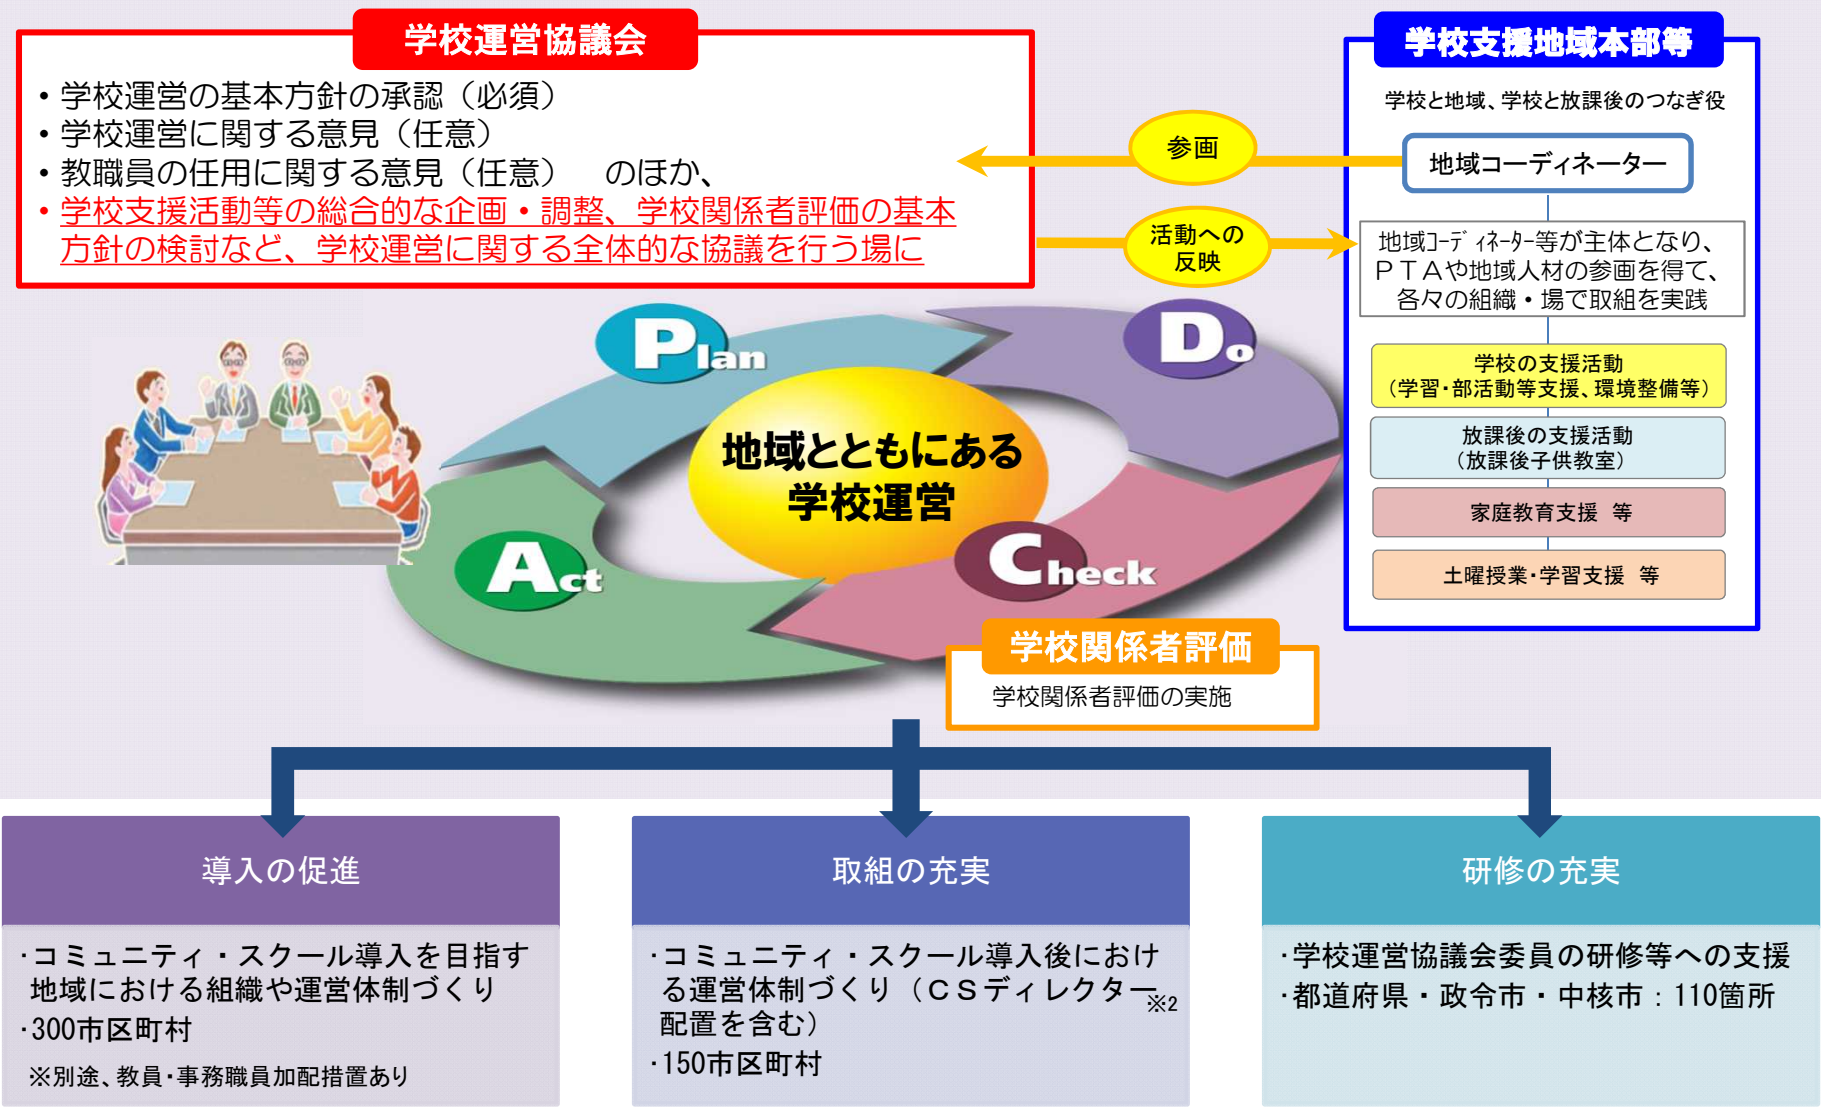 学校運営協議会
・学校運営の基本方針の承認（必須）
・学校運営に関する意見（任意）
・教職員の任用に関する意見（任意）　のほか、
・学校支援活動等の総合的な企画・調整、学校関係者評価の基本
方針の検討など、学校運営に関する全体的な協議を行う場に
参画
活動への
反映
学校支援地域本部等
学校と地域、学校と放課後のつなぎ役
地域コーディネーター
地域ｺｰﾃﾞｨﾈｰﾀｰ等が主体となり、
ＰＴＡや地域人材の参画を得て、
各々の組織・場で取組を実践
学校の支援活動
（学習・部活動等支援、環境整備等）
放課後の支援活動
（放課後子供教室）
家庭教育支援　等
土曜授業・学習支援　等
Plan
Do
地域とともにある
学校運営
Act
Check
学校関係者評価
学校関係者評価の実施
導入の促進
・コミュニティ・スクール導入を目指す
地域における組織や運営体制づくり
・300市区町村
※別途、教員・事務職員加配措置あり
取組の充実
・コミュニティ・スクール導入後におけ
る運営体制づくり（ＣＳディレクター※2
配置を含む）
・150市区町村
研修の充実
・学校運営協議会委員の研修等への支援
・都道府県・政令市・中核市：110箇所